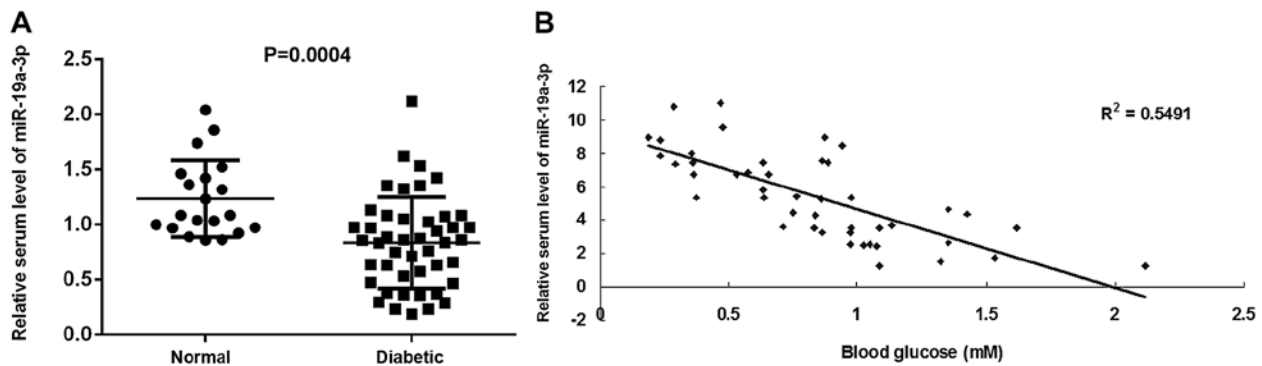 A
P=0.0004
Relative serum level of miR-19a-3p
2.5
2.0
1.5
1.0
0.5
0.0
Normal
Diabetic
B
Relative serum level of miR-19a-3p
12
10
8
6
4
2
0
-2
R² = 0.5491
0
0.5
1
1.5
2
2.5
Blood glucose (mM)